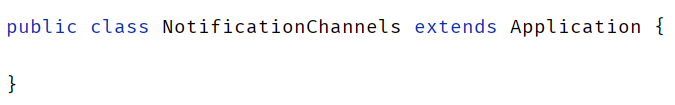 public class NotificationChannels extends Application {
}